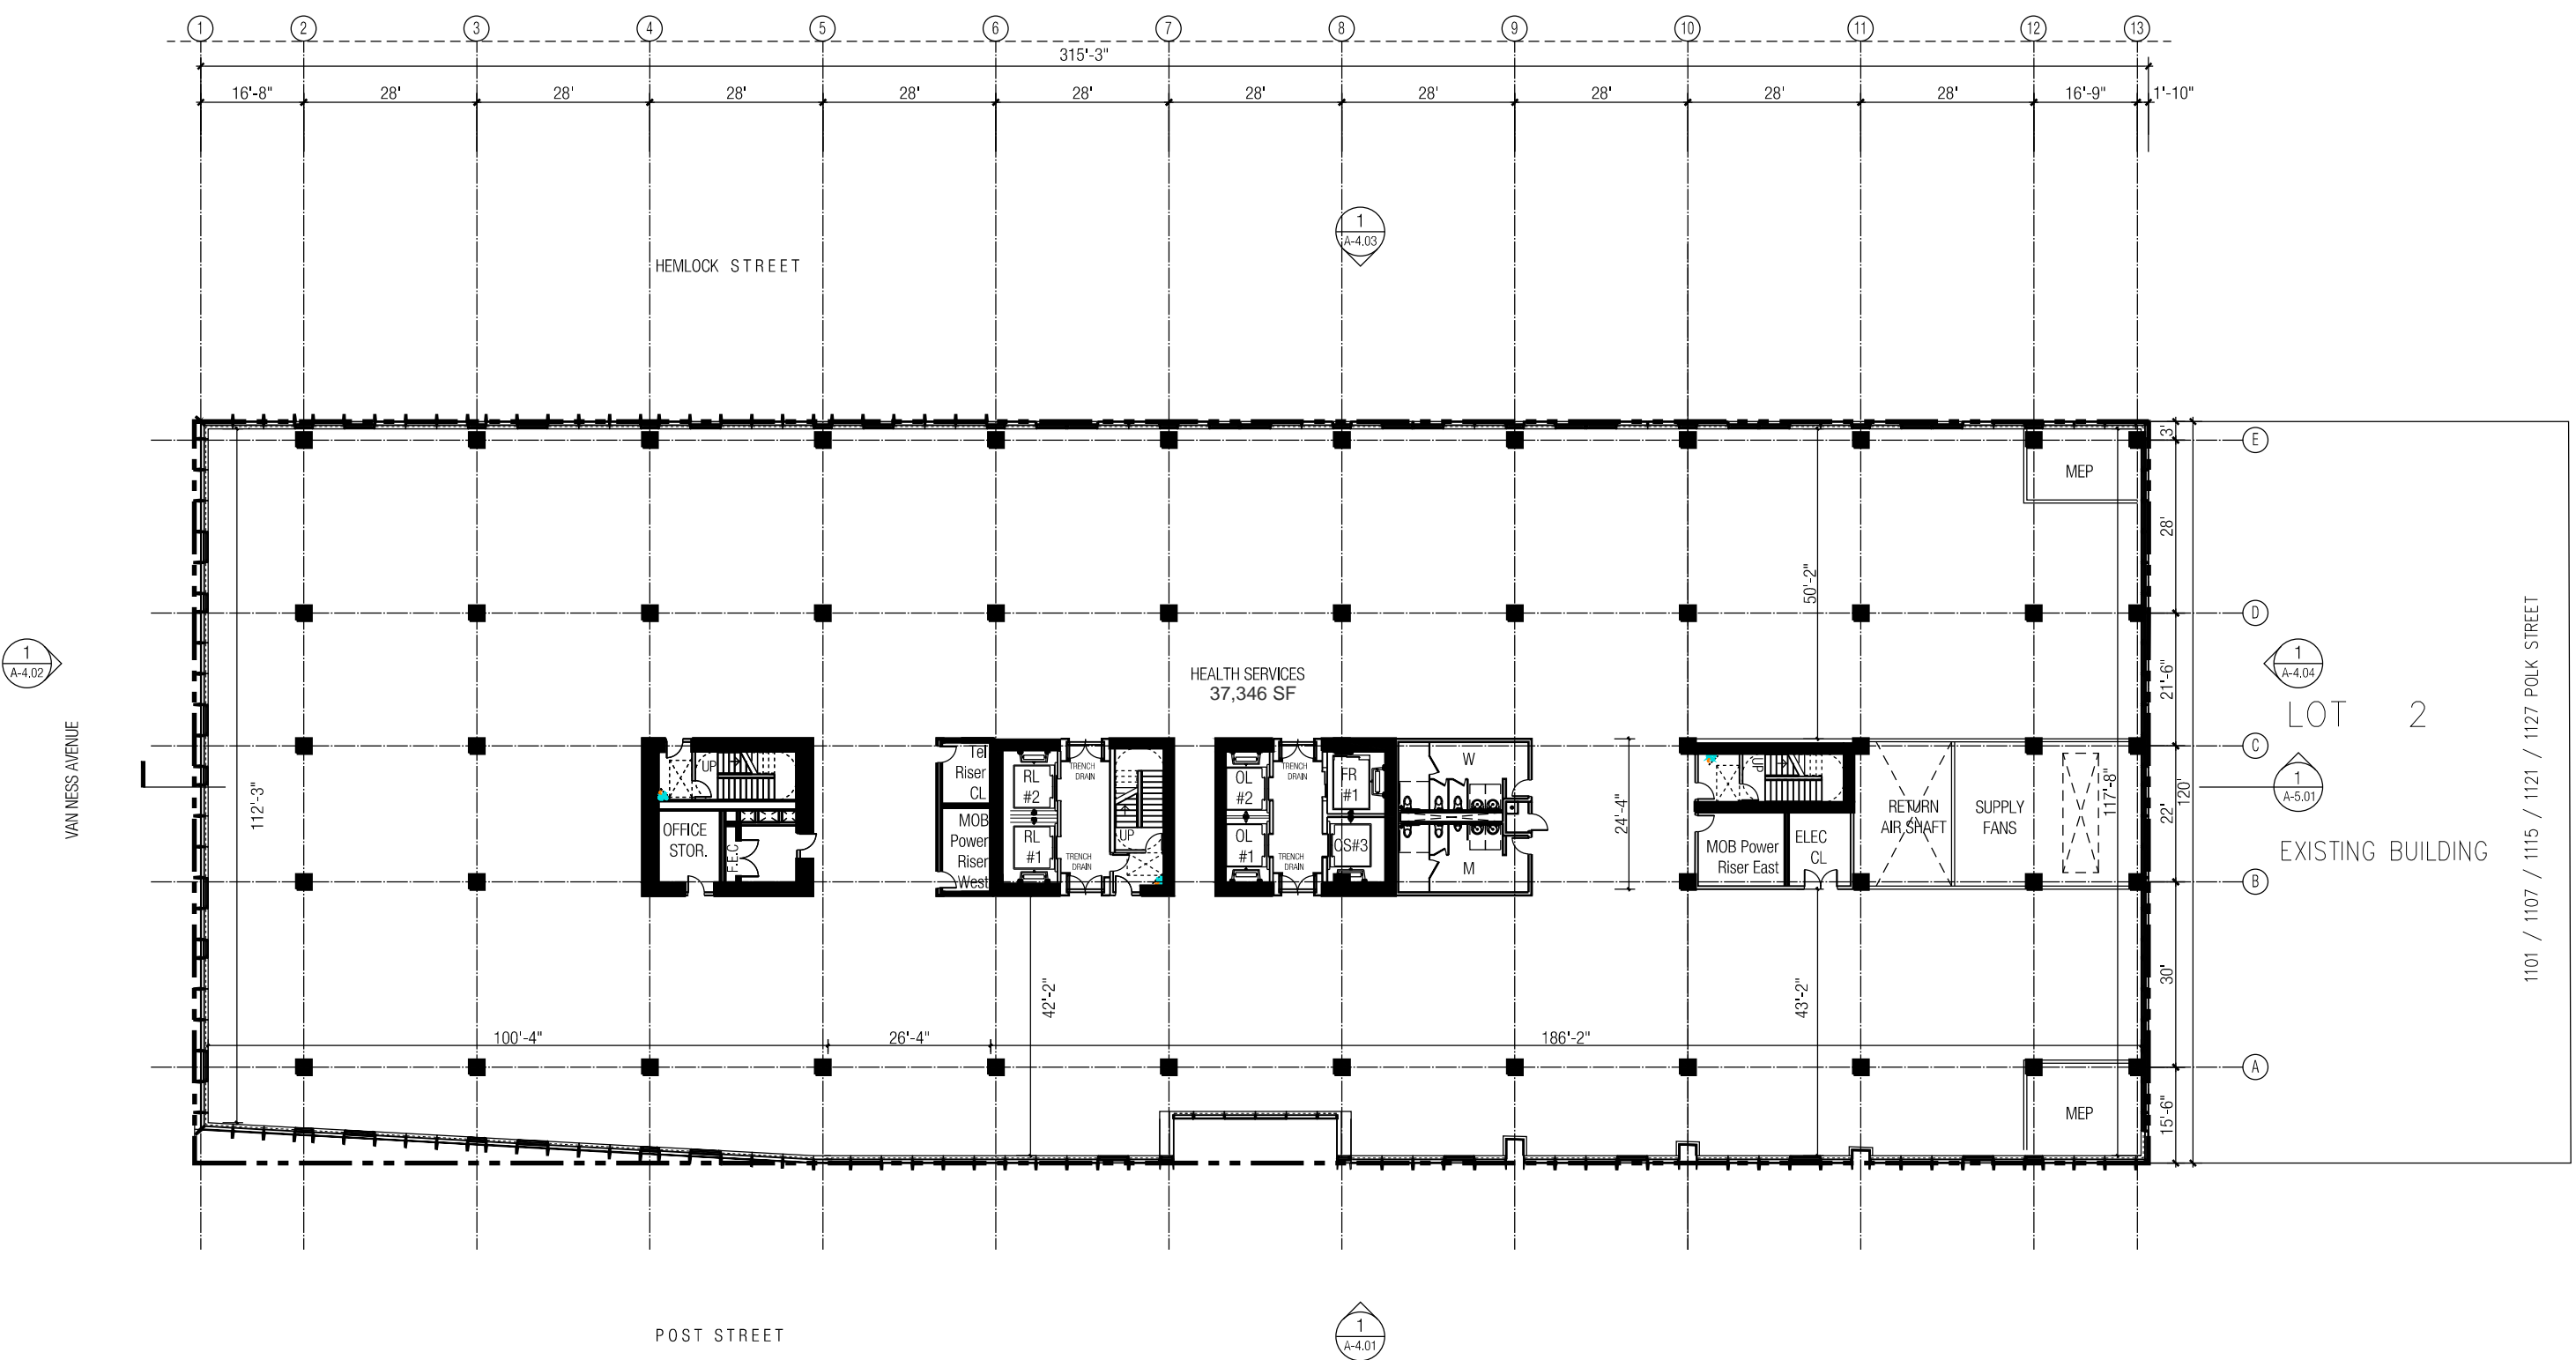 1 2 3 4 5 6 7 8 9 10 11 12 13
315'-3"
16'-8" 28' 28' 28' 28' 28' 28' 28' 28' 28' 28' 16'-9" 1'-10"
1
A-4.03
HEMLOCK STREET
3'
E
MEP
28'
50'-2"
D
1
A-4.02
VAN NESS AVENUE
HEALTH SERVICES
37,346 SF
21'-6"
1
A-4.04
LOT 2
1101 / 1107 / 1115 / 1121 / 1127 POLK STREET
C
1
A-5.01
EXISTING BUILDING
112'-3"
UP
OFFICE
STOR.
F.E.C
Tel
Riser
CL
MOB
Power
Riser
West
RL
#2
RL
#1
TRENCH
DRAIN
TRENCH
DRAIN
UP
OL
#2
OL
#1
TRENCH
DRAIN
TRENCH
DRAIN
FR
#1
CS#3
W
M
24'-4"
UP
MOB Power
Riser East
ELEC
CL
RETURN
AIR SHAFT
SUPPLY
FANS
117'-8"
22'
120'
B
42'-2"
43'-2"
30'
100'-4" 26'-4" 186'-2"
A
MEP
15'-6"
POST STREET
1
A-4.01